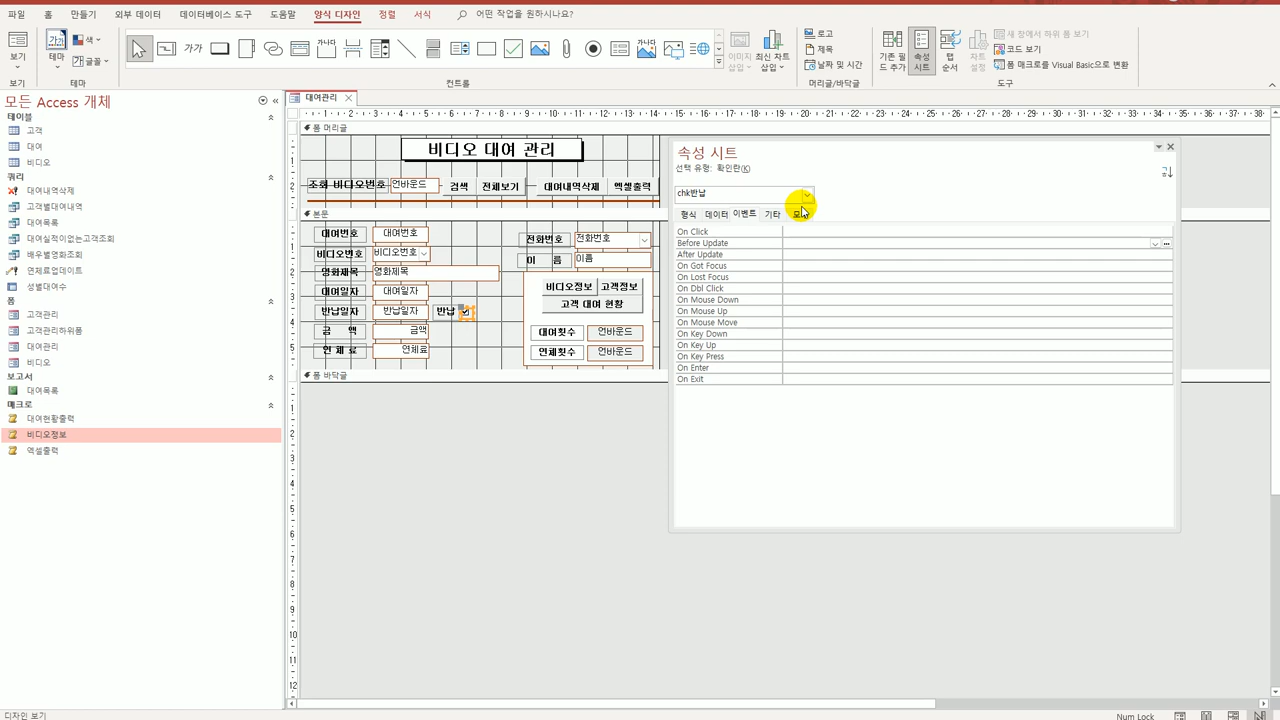 파일 홈 만들기 외부 데이터 데이터베이스 도구 도움말 양식 디자인 정렬 서식 어떤 작업을 원하시나요?
보기
보기
가가
테마
색
글꼴
테마
가가
가나다
가나다
컨트롤
이미지 삽입
최신 차트 삽입
로고
제목
날짜 및 시간
머리글/바닥글
기존 필드 추가
속성 시트
탭 순서
차트 설정
새 창에서 하위 폼 보기
코드 보기
폼 매크로를 Visual Basic으로 변환
도구
모든 Access 개체
테이블
고객
대여
비디오
쿼리
대여내역삭제
고객별대여내역
대여목록
대여실적이없는고객조회
배우별영화조회
연체료업데이트
성별대여수
폼
고객관리
고객관리하위폼
대여관리
비디오
보고서
대여목록
매크로
대여현황출력
비디오정보
엑셀출력
대여관리
폼 머리글
비디오 대여 관리
조회 비디오번호 언바운드 검색 전체보기 대여내역삭제 엑셀출력
본문
대여번호 대여번호 전화번호 전화번호
비디오번호 비디오번호 이 름 이름
영화제목 영화제목
대여일자 대여일자 비디오정보 고객정보
반납일자 반납일자 반납 고객 대여 현황
금 액 금액 대여횟수 언바운드
연 체 료 연체료 연체횟수 언바운드
폼 바닥글
속성 시트
선택 유형: 확인란(K)
chk반납
형식 데이터 이벤트 기타
On Click
Before Update
After Update
On Got Focus
On Lost Focus
On Dbl Click
On Mouse Down
On Mouse Up
On Mouse Move
On Key Down
On Key Up
On Key Press
On Enter
On Exit
디자인 보기
Num Lock